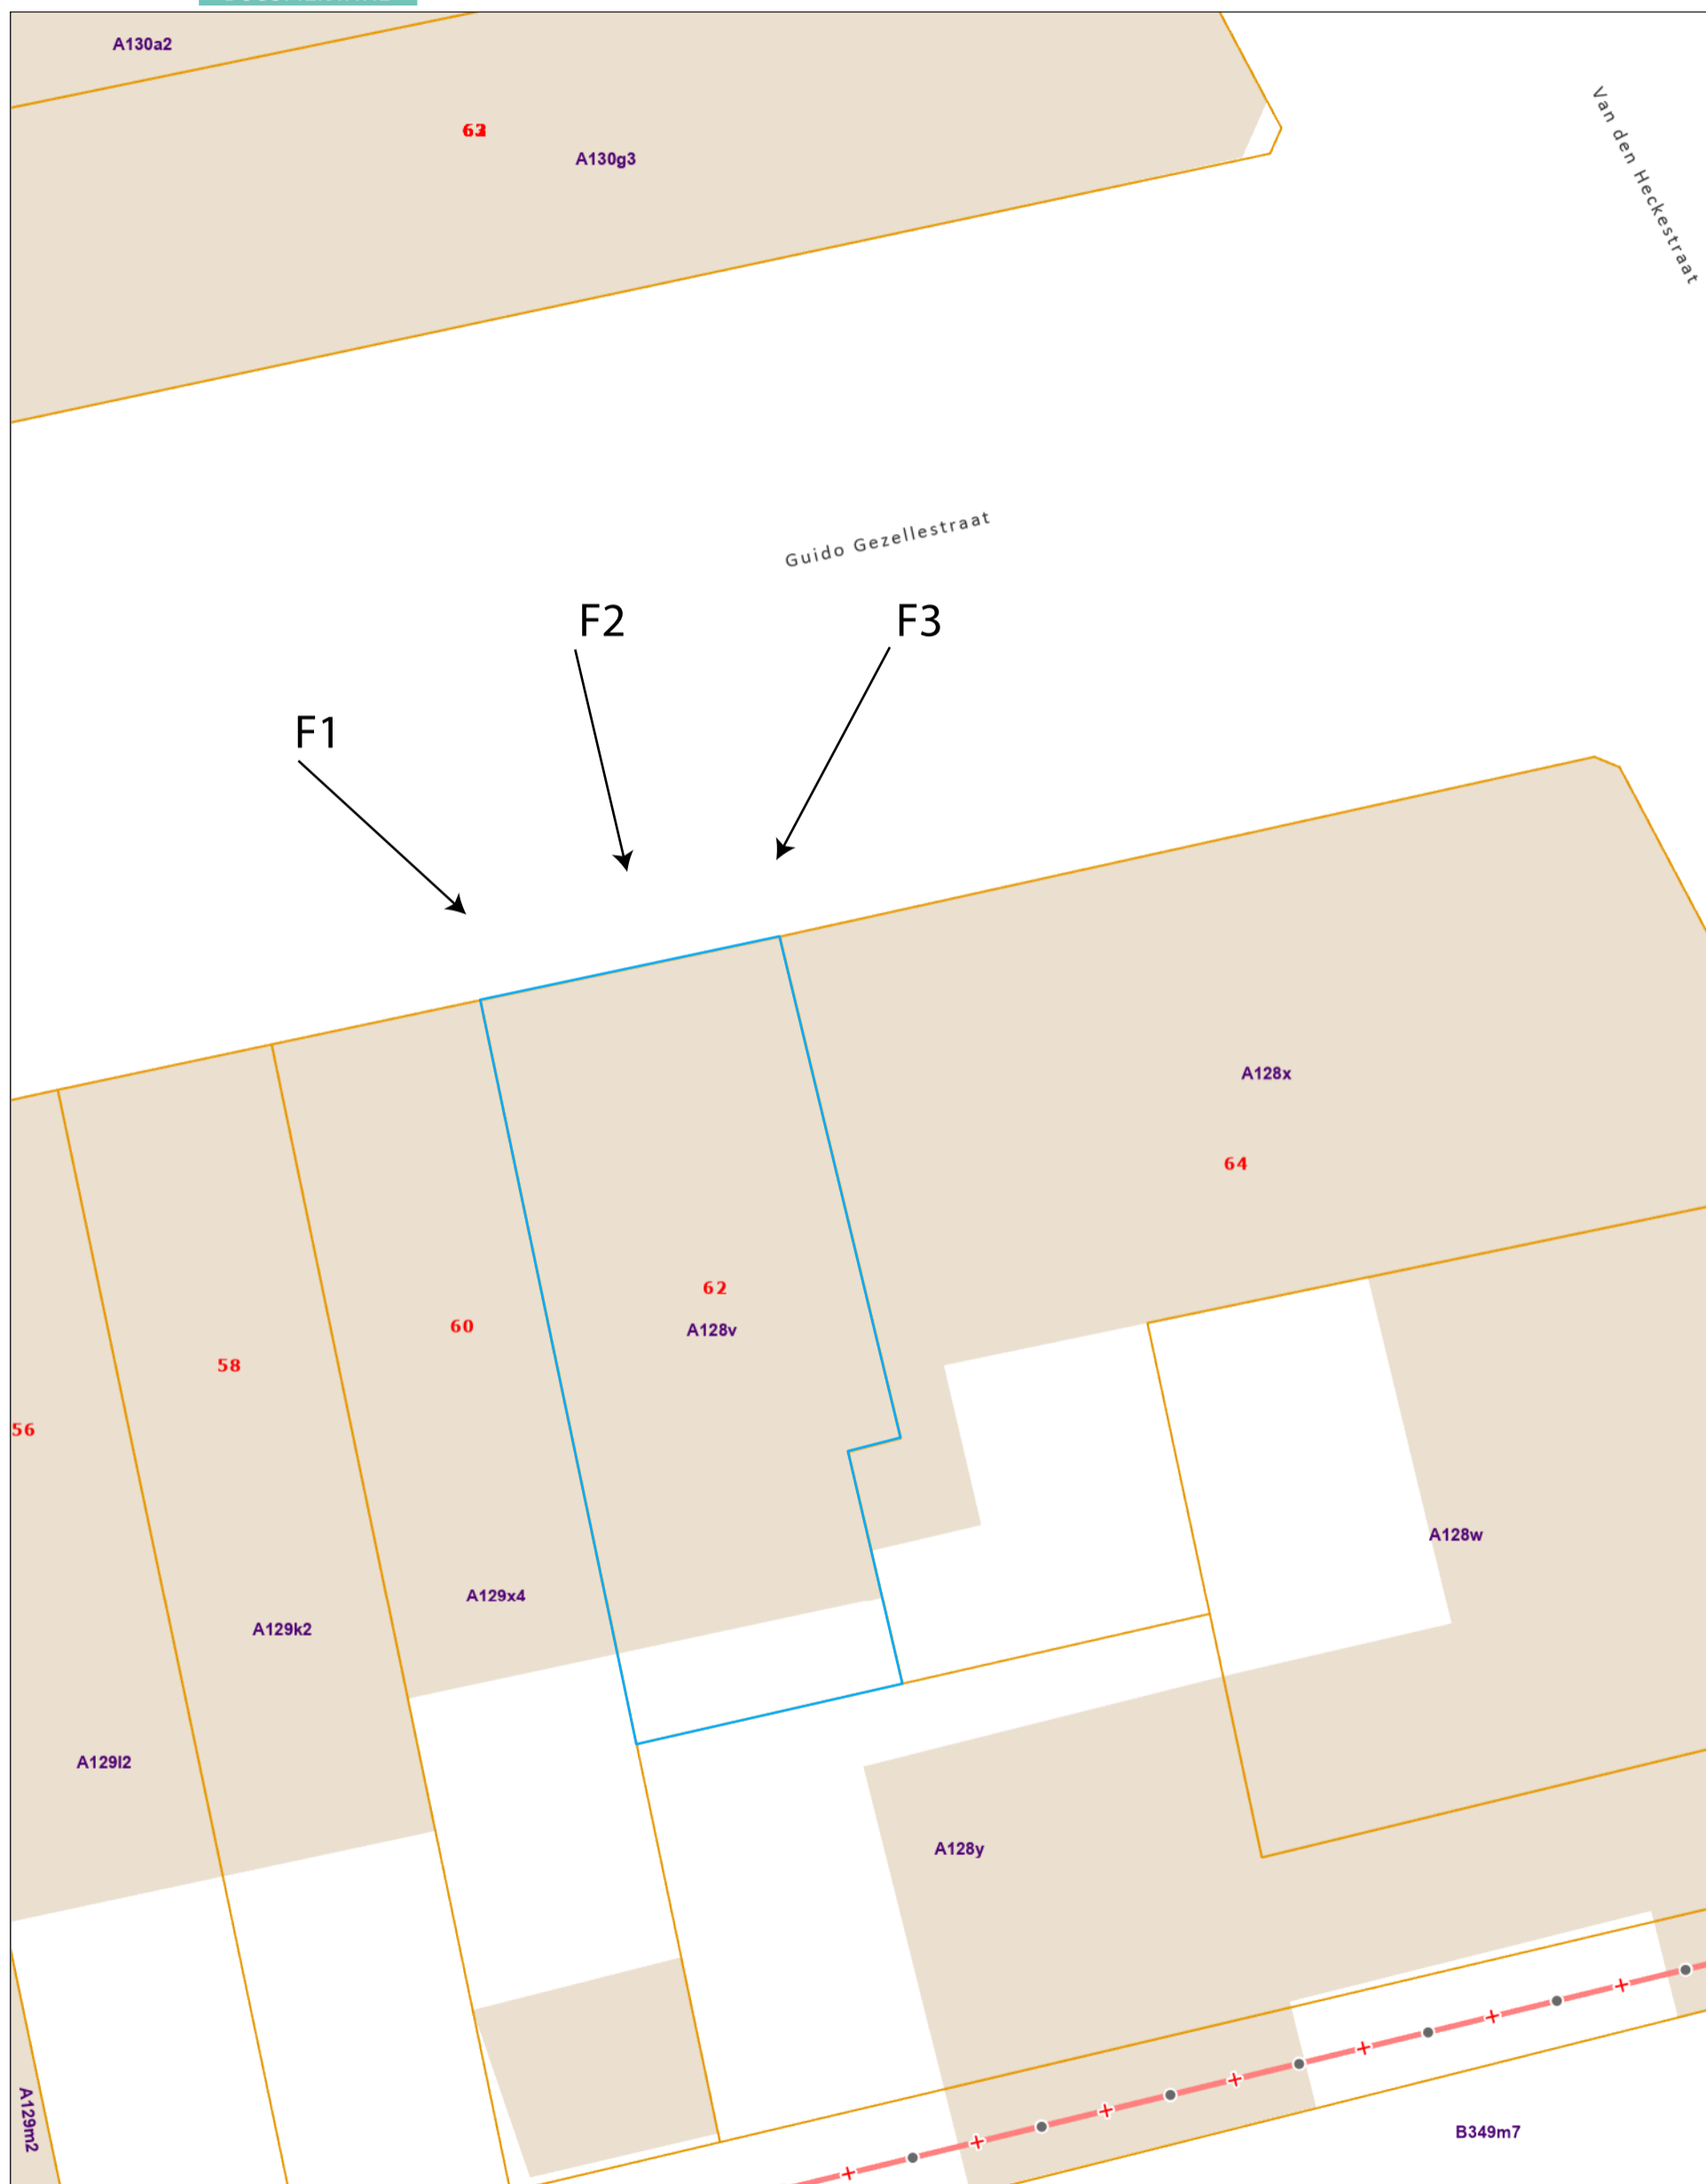 A130a2
A130g3
Van den Heckestraat
Guido Gezellestraat
F2
F3
F1
A128x
64
62
60
A128v
58
56
A128w
A129x4
A129k2
A129l2
A128y
A129m2
B349m7